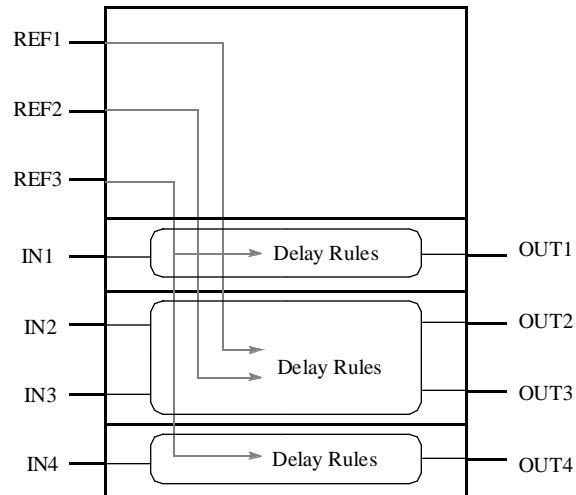 REF1
REF2
REF3
IN1
Delay Rules
OUT1
IN2
OUT2
Delay Rules
IN3
OUT3
IN4
Delay Rules
OUT4